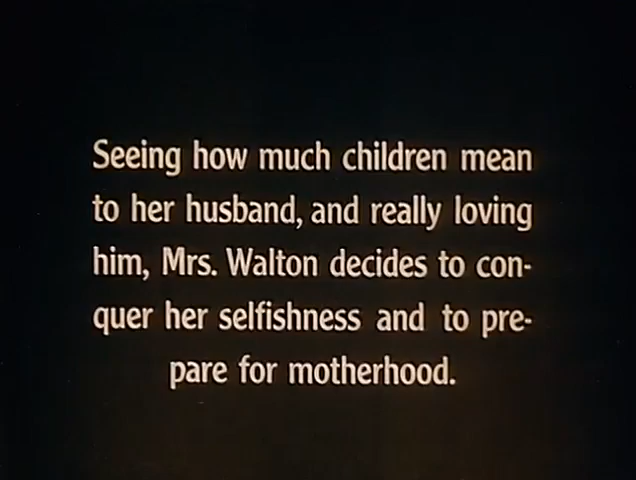 Seeing how much children mean
to her husband, and really loving
him, Mrs. Walton decides to con-
quer her selfishness and to pre-
pare for motherhood.